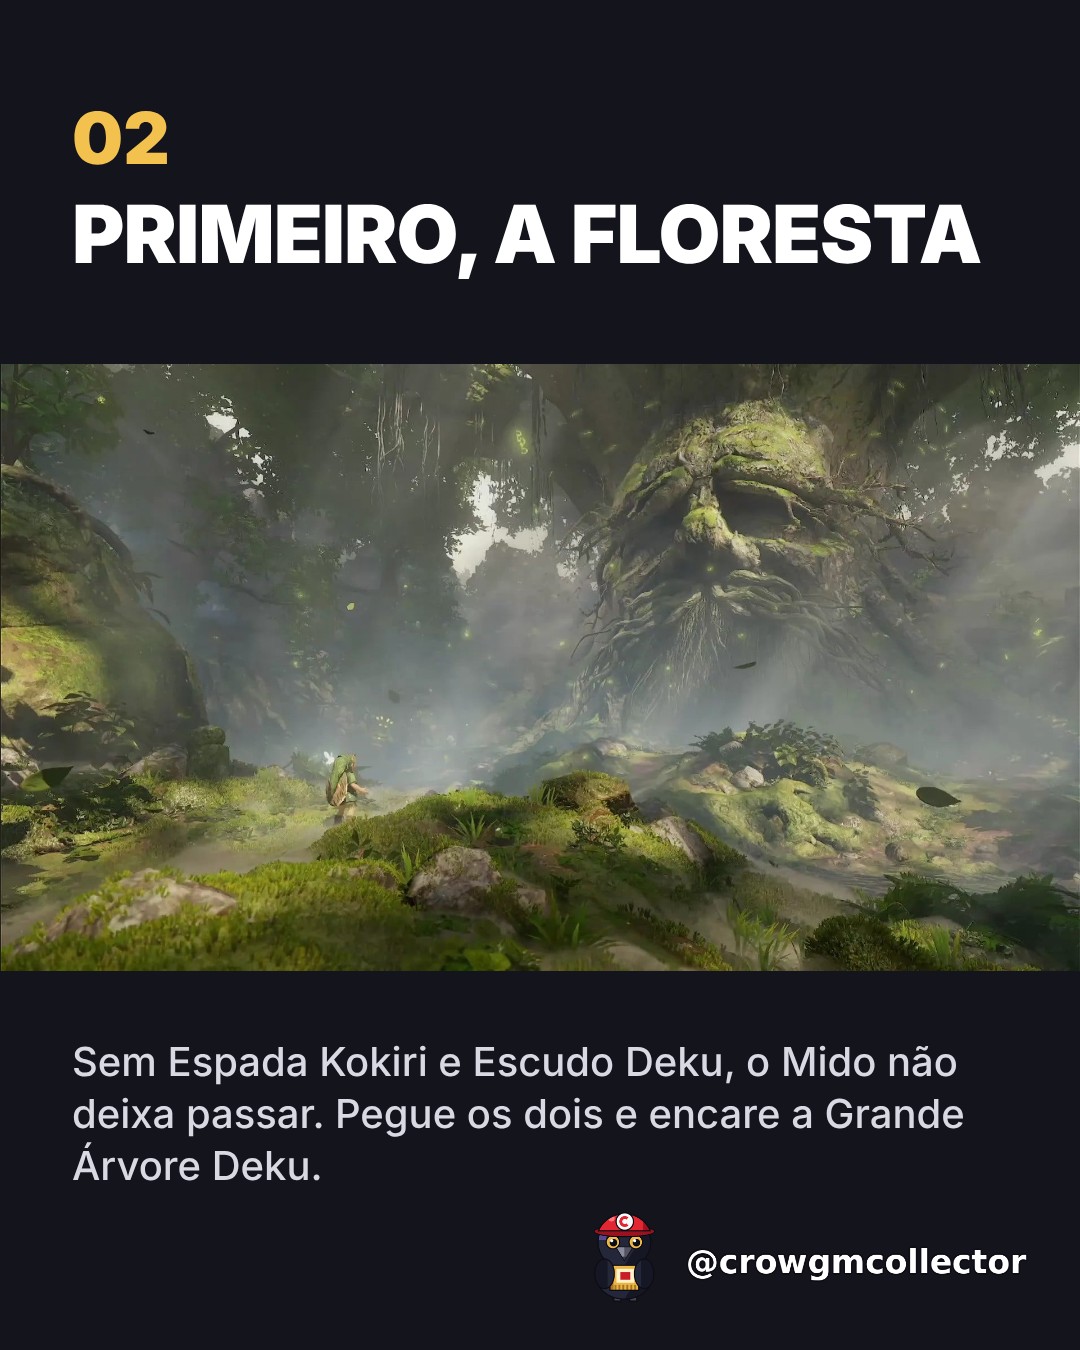 02
PRIMEIRO, A FLORESTA
Sem Espada Kokiri e Escudo Deku, o Mido não
deixa passar. Pegue os dois e encare a Grande
Árvore Deku.
C
@crowgmcollector